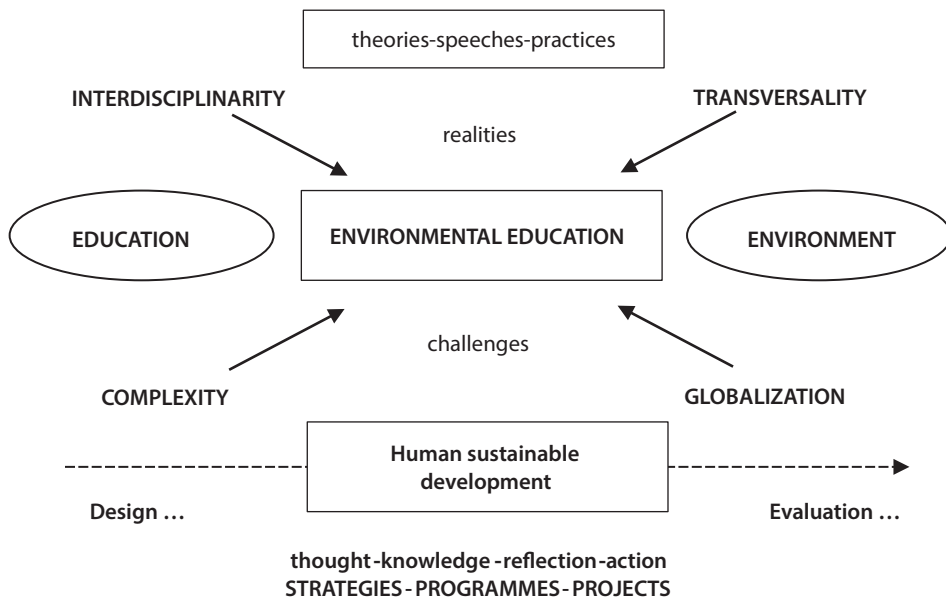 theories-speeches-practices
INTERDISCIPLINARITY
TRANSVERSALITY
realities
EDUCATION
ENVIRONMENTAL EDUCATION
ENVIRONMENT
challenges
COMPLEXITY
GLOBALIZATION
Human sustainable
development
Design ...
Evaluation ...
thought-knowledge-reflection-action
STRATEGIES-PROGRAMMES-PROJECTS